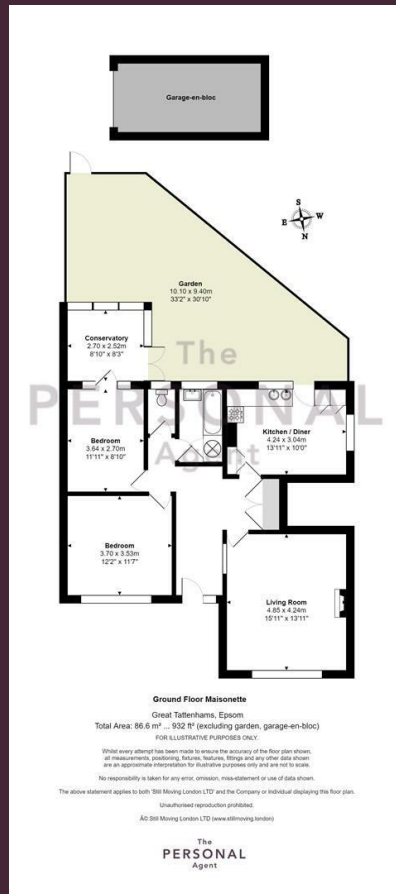 Garage-en-bloc
S
E W
N
Garden
10.10 x 9.40m
33'2" x 30'10"
Conservatory
2.70 x 2.52m
8'10" x 8'3"
The
PERSONAL
Agent
Kitchen / Diner
4.24 x 3.04m
13'11" x 10'0"
Bedroom
3.64 x 2.70m
11'11" x 8'10"
Bedroom
3.70 x 3.53m
12'2" x 11'7"
Living Room
4.85 x 4.24m
15'11" x 13'11"
Ground Floor Maisonette
Great Tattenhams, Epsom
Total Area: 86.6 m² ... 932 ft² (excluding garden, garage-en-bloc)
FOR ILLUSTRATIVE PURPOSES ONLY.
Whilst every attempt has been made to ensure the accuracy of the floor plan shown,
all measurements, positioning, fixtures, features, fittings and any other data shown
are an approximate interpretation for illustrative purposes only and are not to scale.
No responsibility is taken for any error, omission, miss-statement or use of data shown.
The above statement applies to both 'Still Moving London LTD' and the Company or Individual displaying this floor plan.
Unauthorised reproduction prohibited.
Â© Still Moving London LTD (www.stillmoving.london)
The
PERSONAL
Agent